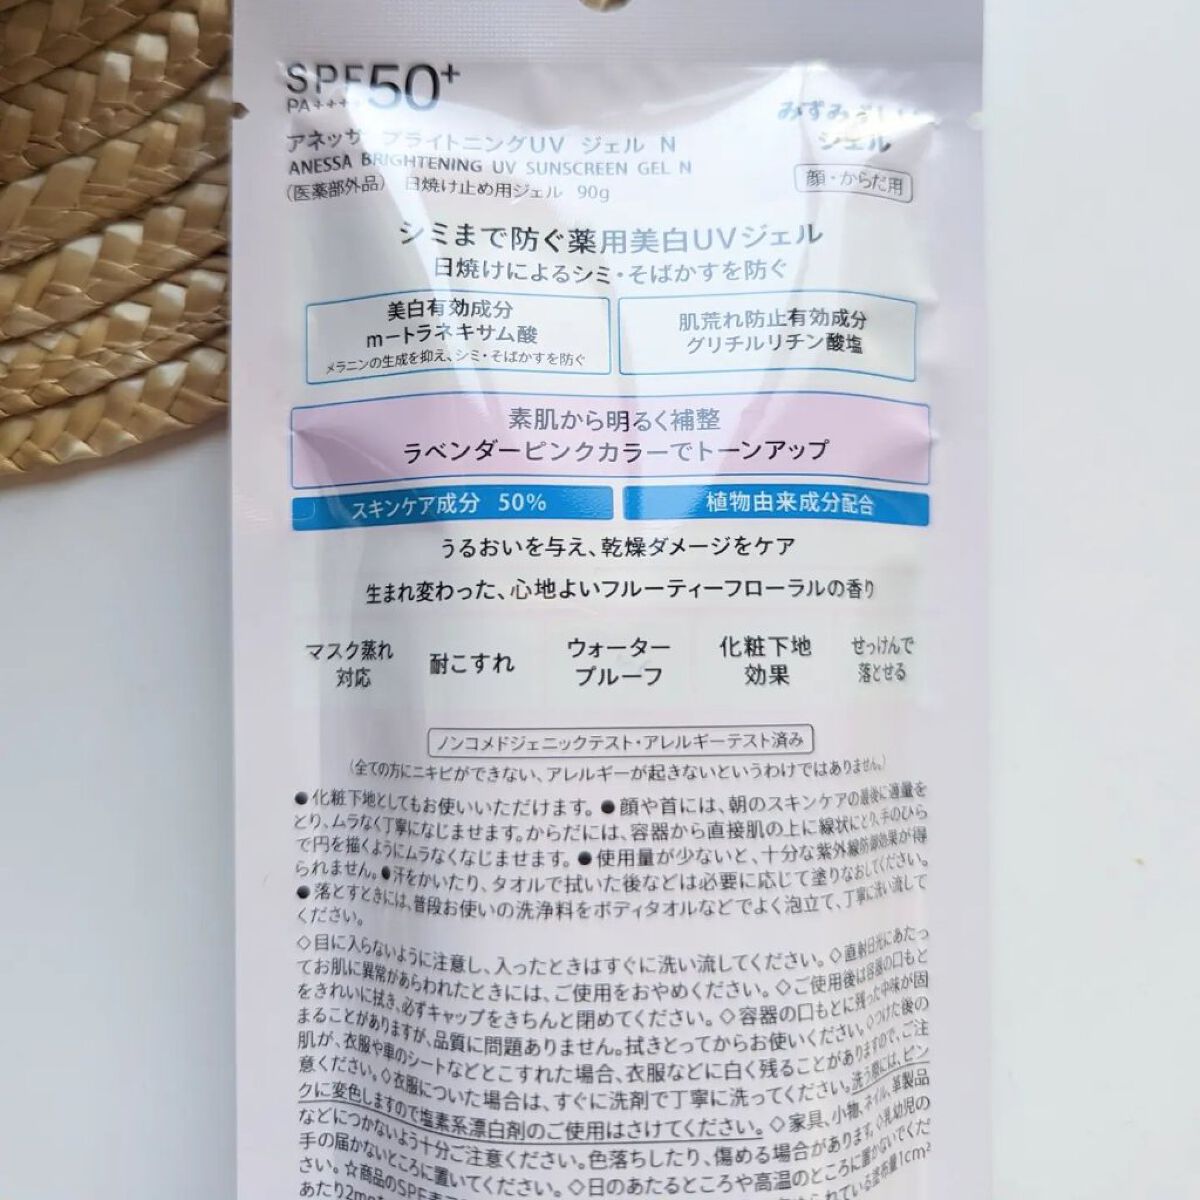 SPF50+
PA++++
みずみずしい
ジェル
アネッサ ブライトニングUV ジェル N
ANESSA BRIGHTENING UV SUNSCREEN GEL N
(医薬部外品) 日焼け止め用ジェル 90g
顔・からだ用
シミまで防ぐ薬用美白UVジェル
日焼けによるシミ・そばかすを防ぐ
美白有効成分
m-トラネキサム酸
メラニンの生成を抑え、シミ・そばかすを防ぐ
肌荒れ防止有効成分
グリチルリチン酸塩
素肌から明るく補整
ラベンダーピンクカラーでトーンアップ
スキンケア成分 50%
植物由来成分配合
うるおいを与え、乾燥ダメージをケア
生まれ変わった、心地よいフルーティーフローラルの香り
マスク蒸れ
対応
耐こすれ
ウォーター
プルーフ
化粧下地
効果
せっけんで
落とせる
ノンコメドジェニックテスト・アレルギーテスト済み
(全ての方にニキビができない、アレルギーが起きないというわけではありません。)
●化粧下地としてもお使いいただけます。●顔や首には、朝のスキンケアの最後に適量を
とり、ムラなく丁寧になじませます。からだには、容器から直接肌の上に線状にとり、手のひら
で円を描くようにムラなくなじませます。●使用量が少ないと、十分な紫外線防御効果が得
られません。●汗をかいたり、タオルで拭いた後などは必要に応じて塗りなおしてください。
●落とすときには、普段お使いの洗浄料をボディタオルなどでよく泡立て、丁寧に洗い流して
ください。
◇目に入らないように注意し、入ったときはすぐに洗い流してください。◇直射日光にあたっ
てお肌に異常があらわれたときには、ご使用をおやめください。◇ご使用後は容器の口もと
をきれいに拭き、必ずキャップをきちんと閉めてください。◇容器の口もとに残った中味が固
まることがありますが、品質に問題ありません。拭きとってからお使いください。◇つけた後の
肌が、衣服や車のシートなどとこすれた場合、衣服などに白く残ることがありますので、ご注
意ください。◇衣服についた場合は、すぐに洗剤で丁寧に洗ってください。洗う際には、ピン
クに変色しますので塩素系漂白剤のご使用はさけてください。◇家具、小物、ネイル、革製品
などにつかないよう十分ご注意ください。色落ちしたり、傷める場合があります。◇乳幼児の
手の届かないところに置いてください。◇日のあたるところや高温のところに置かないでくだ
さい。☆商品のSPF められている塗布量1cm²
あたり2mg